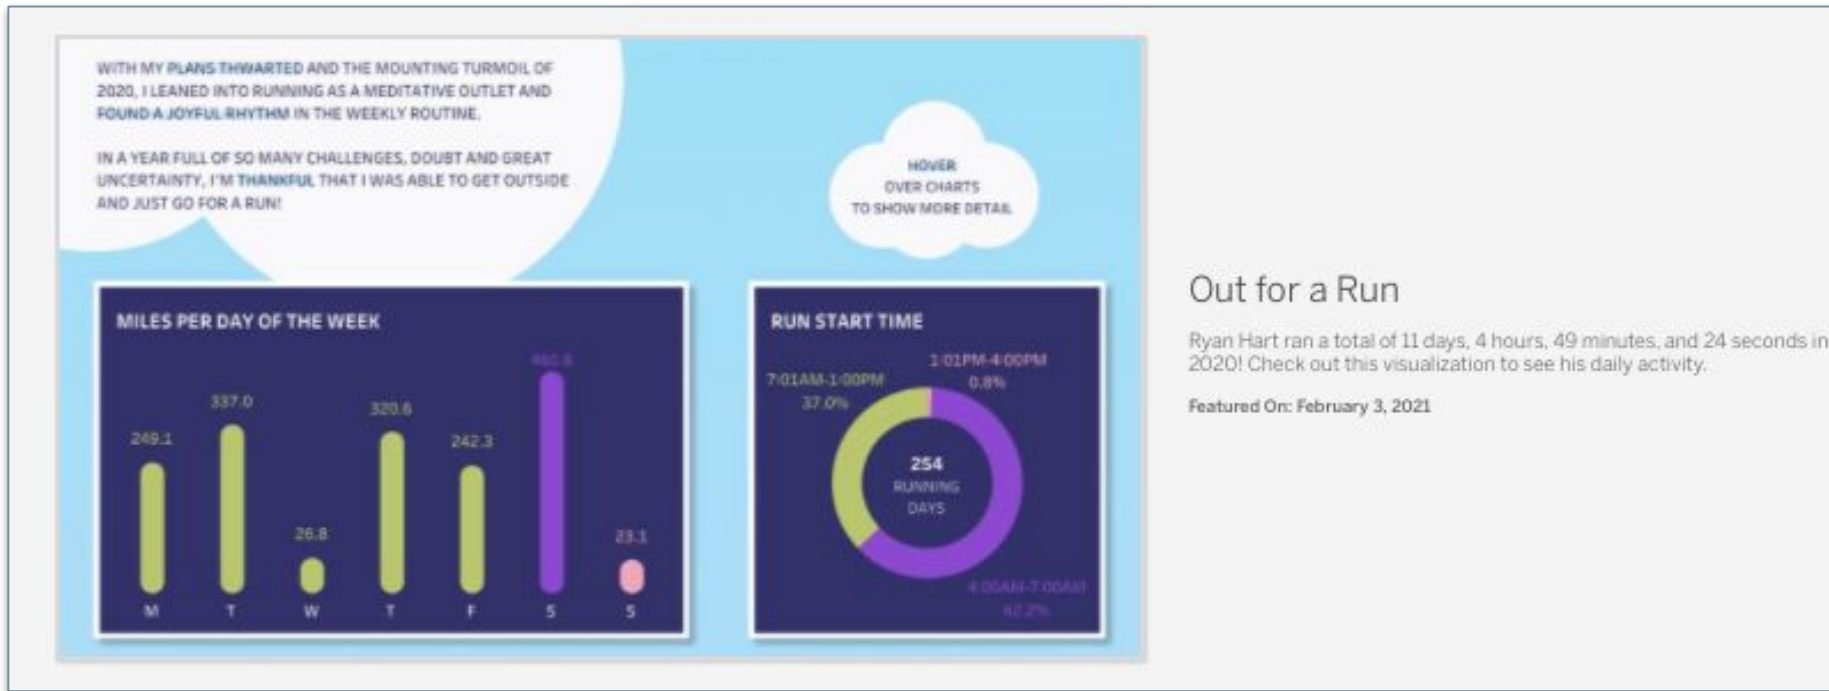 WITH MY PLANS THWARTED AND THE MOUNTING TURMOIL OF
2020, I LEANED INTO RUNNING AS A MEDITATIVE OUTLET AND
FOUND A JOYFUL RHYTHM IN THE WEEKLY ROUTINE.
IN A YEAR FULL OF SO MANY CHALLENGES, DOUBT AND GREAT
UNCERTAINTY, I'M THANKFUL THAT I WAS ABLE TO GET OUTSIDE
AND JUST GO FOR A RUN!
HOVER
OVER CHARTS
TO SHOW MORE DETAIL
MILES PER DAY OF THE WEEK
249.1
337.0
26.8
320.6
242.3
23.1
M T W T F S S
RUN START TIME
1:01PM-4:00PM
0.8%
7:01AM-1:00PM
37.0%
254
RUNNING
DAYS
4:00AM-7:00AM
62.2%
Out for a Run
Ryan Hart ran a total of 11 days, 4 hours, 49 minutes, and 24 seconds in
2020! Check out this visualization to see his daily activity.
Featured On: February 3, 2021